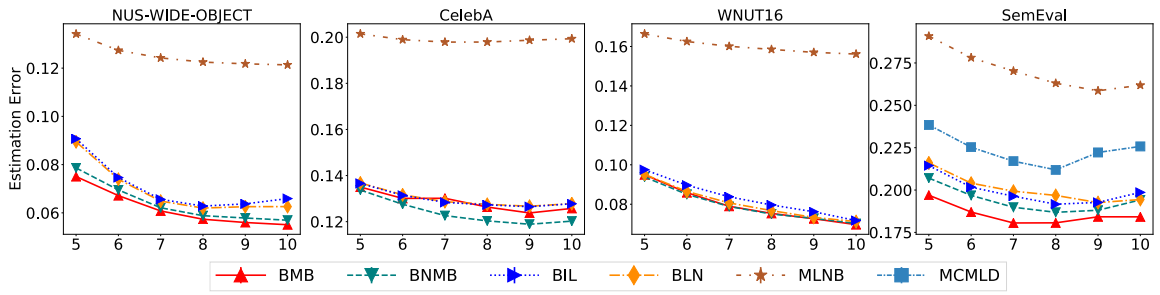 NUS-WIDE-OBJECT CelebA WNUT16 SemEval
Estimation Error
0.12
0.10
0.08
0.06
5 6 7 8 9 10
0.20
0.18
0.16
0.14
0.12
5 6 7 8 9 10
0.16
0.14
0.12
0.10
0.08
5 6 7 8 9 10
0.275
0.250
0.225
0.200
0.175
5 6 7 8 9 10
BMB BNMB BIL BLN MLNB MCMLD